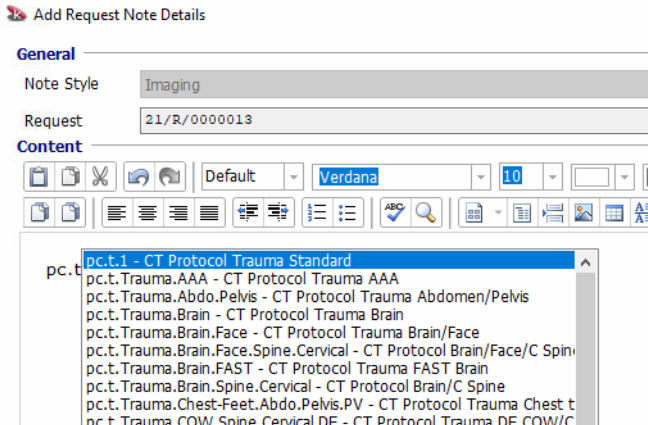 Add Request Note Details
General
Note Style Imaging
Request 21/R/0000013
Content
Default Verdana 10
ABC
pc.t
pc.t.1 - CT Protocol Trauma Standard
pc.t.Trauma.AAA - CT Protocol Trauma AAA
pc.t.Trauma.Abdo.Pelvis - CT Protocol Trauma Abdomen/Pelvis
pc.t.Trauma.Brain - CT Protocol Trauma Brain
pc.t.Trauma.Brain.Face - CT Protocol Trauma Brain/Face
pc.t.Trauma.Brain.Face.Spine.Cervical - CT Protocol Brain/Face/C Spin
pc.t.Trauma.Brain.FAST - CT Protocol Trauma FAST Brain
pc.t.Trauma.Brain.Spine.Cervical - CT Protocol Brain/C Spine
pc.t.Trauma.Chest-Feet.Abdo.Pelvis.PV - CT Protocol Trauma Chest t
pc.t.Trauma.COW.Spine.Cervical.DE - CT Protocol Trauma DE COW/C